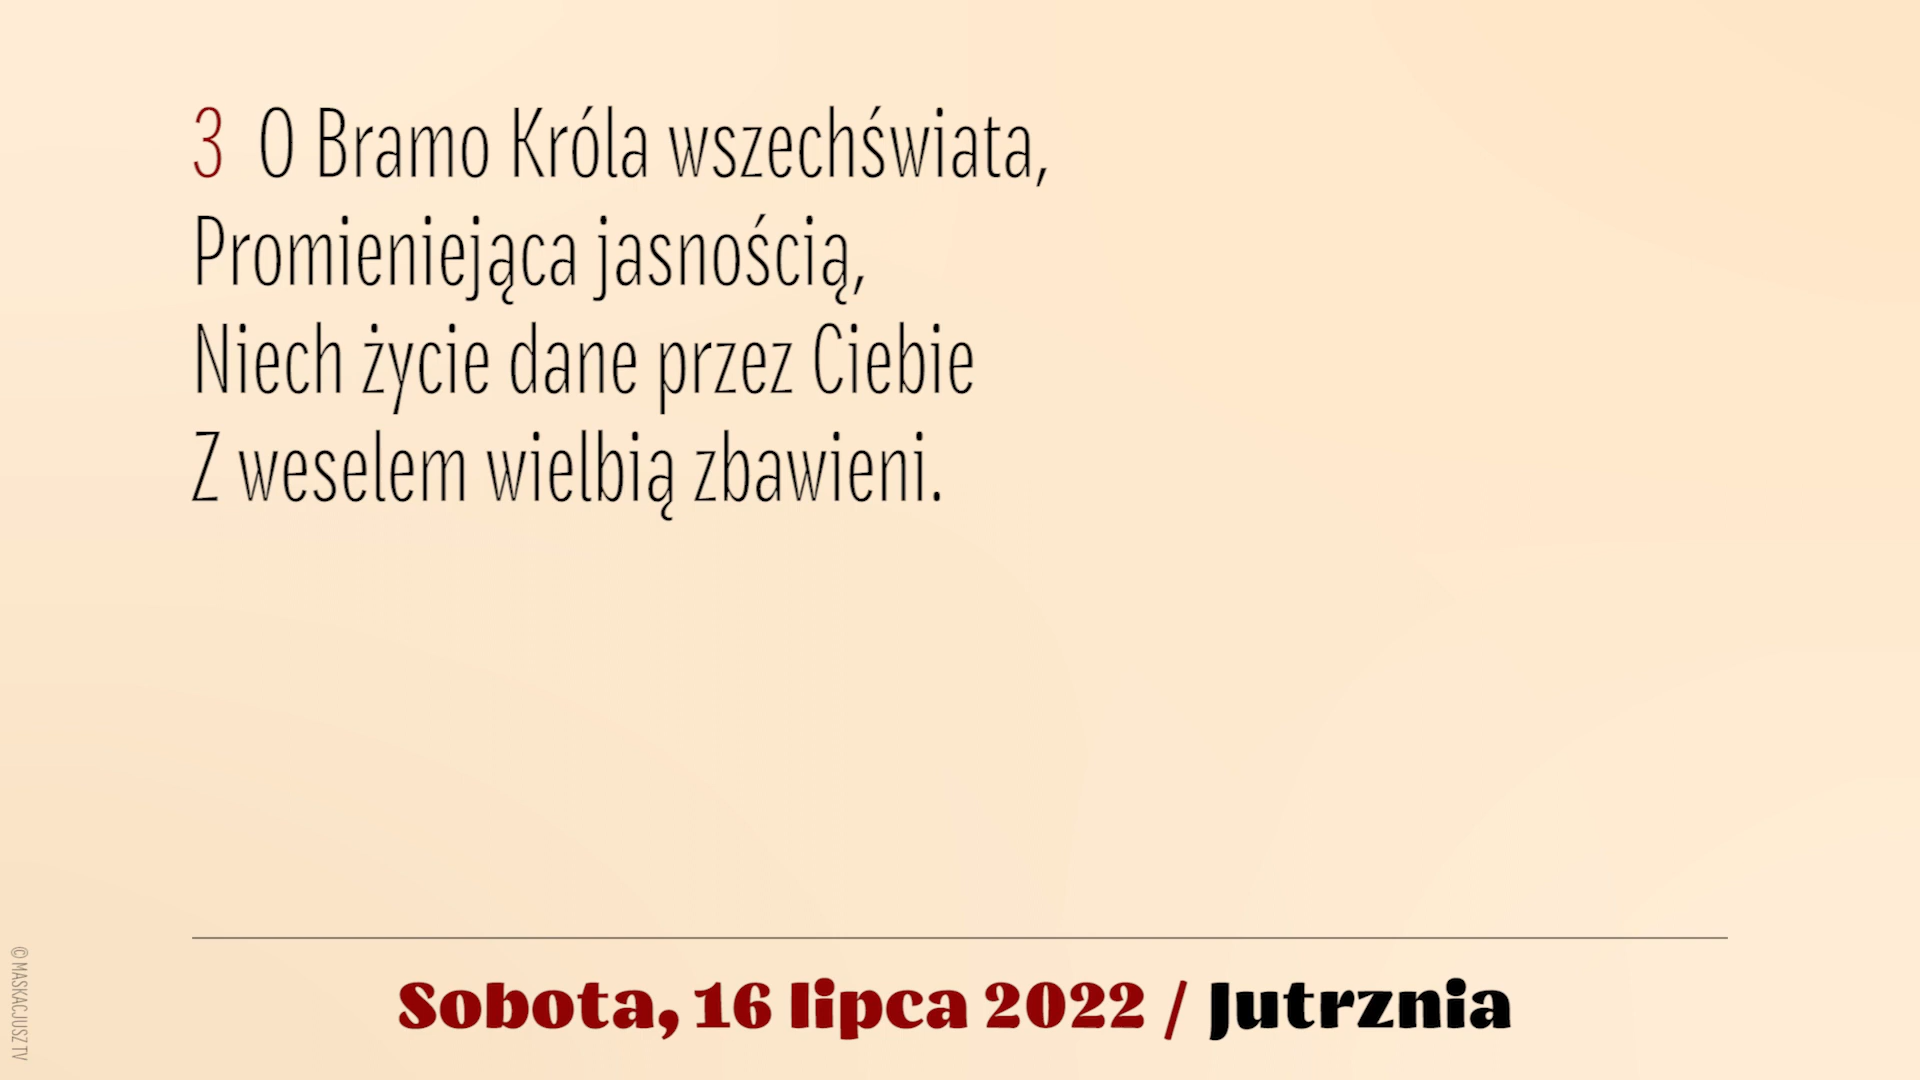 3 O Bramo Króla wszechświata,
Promieniejąca jasnością,
Niech życie dane przez Ciebie
Z weselem wielbią zbawieni.
Sobota, 16 lipca 2022 / Jutrznia
© MASKACJUSZ TV